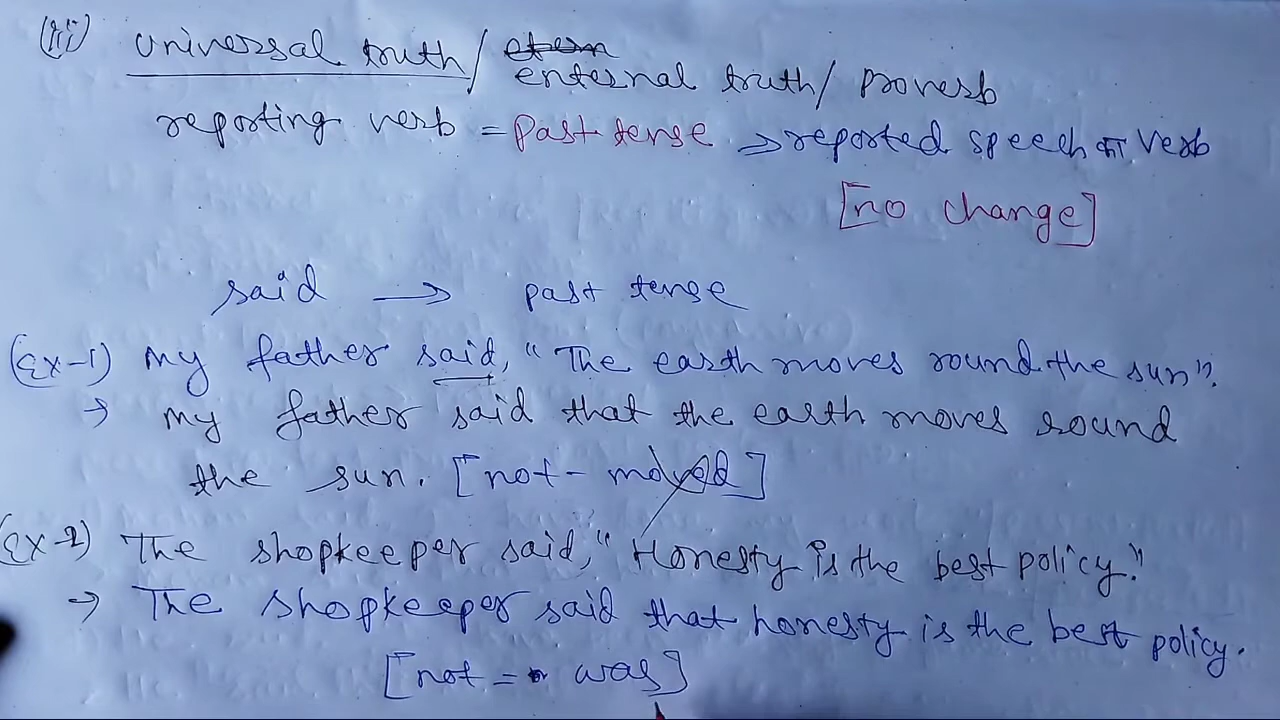 (iii) universal truth/ etern
enternal truth/ proverb
reporting verb = past tense ⇒ reported speech का verb
[no change]
said → past tense
(Ex-1) My father said, "The earth moves round the sun".
→ My father said that the earth moves round
the sun. [not - moved]
(Ex-2) The shopkeeper said, "Honesty is the best policy."
→ The shopkeeper said that honesty is the best policy.
[not = was]